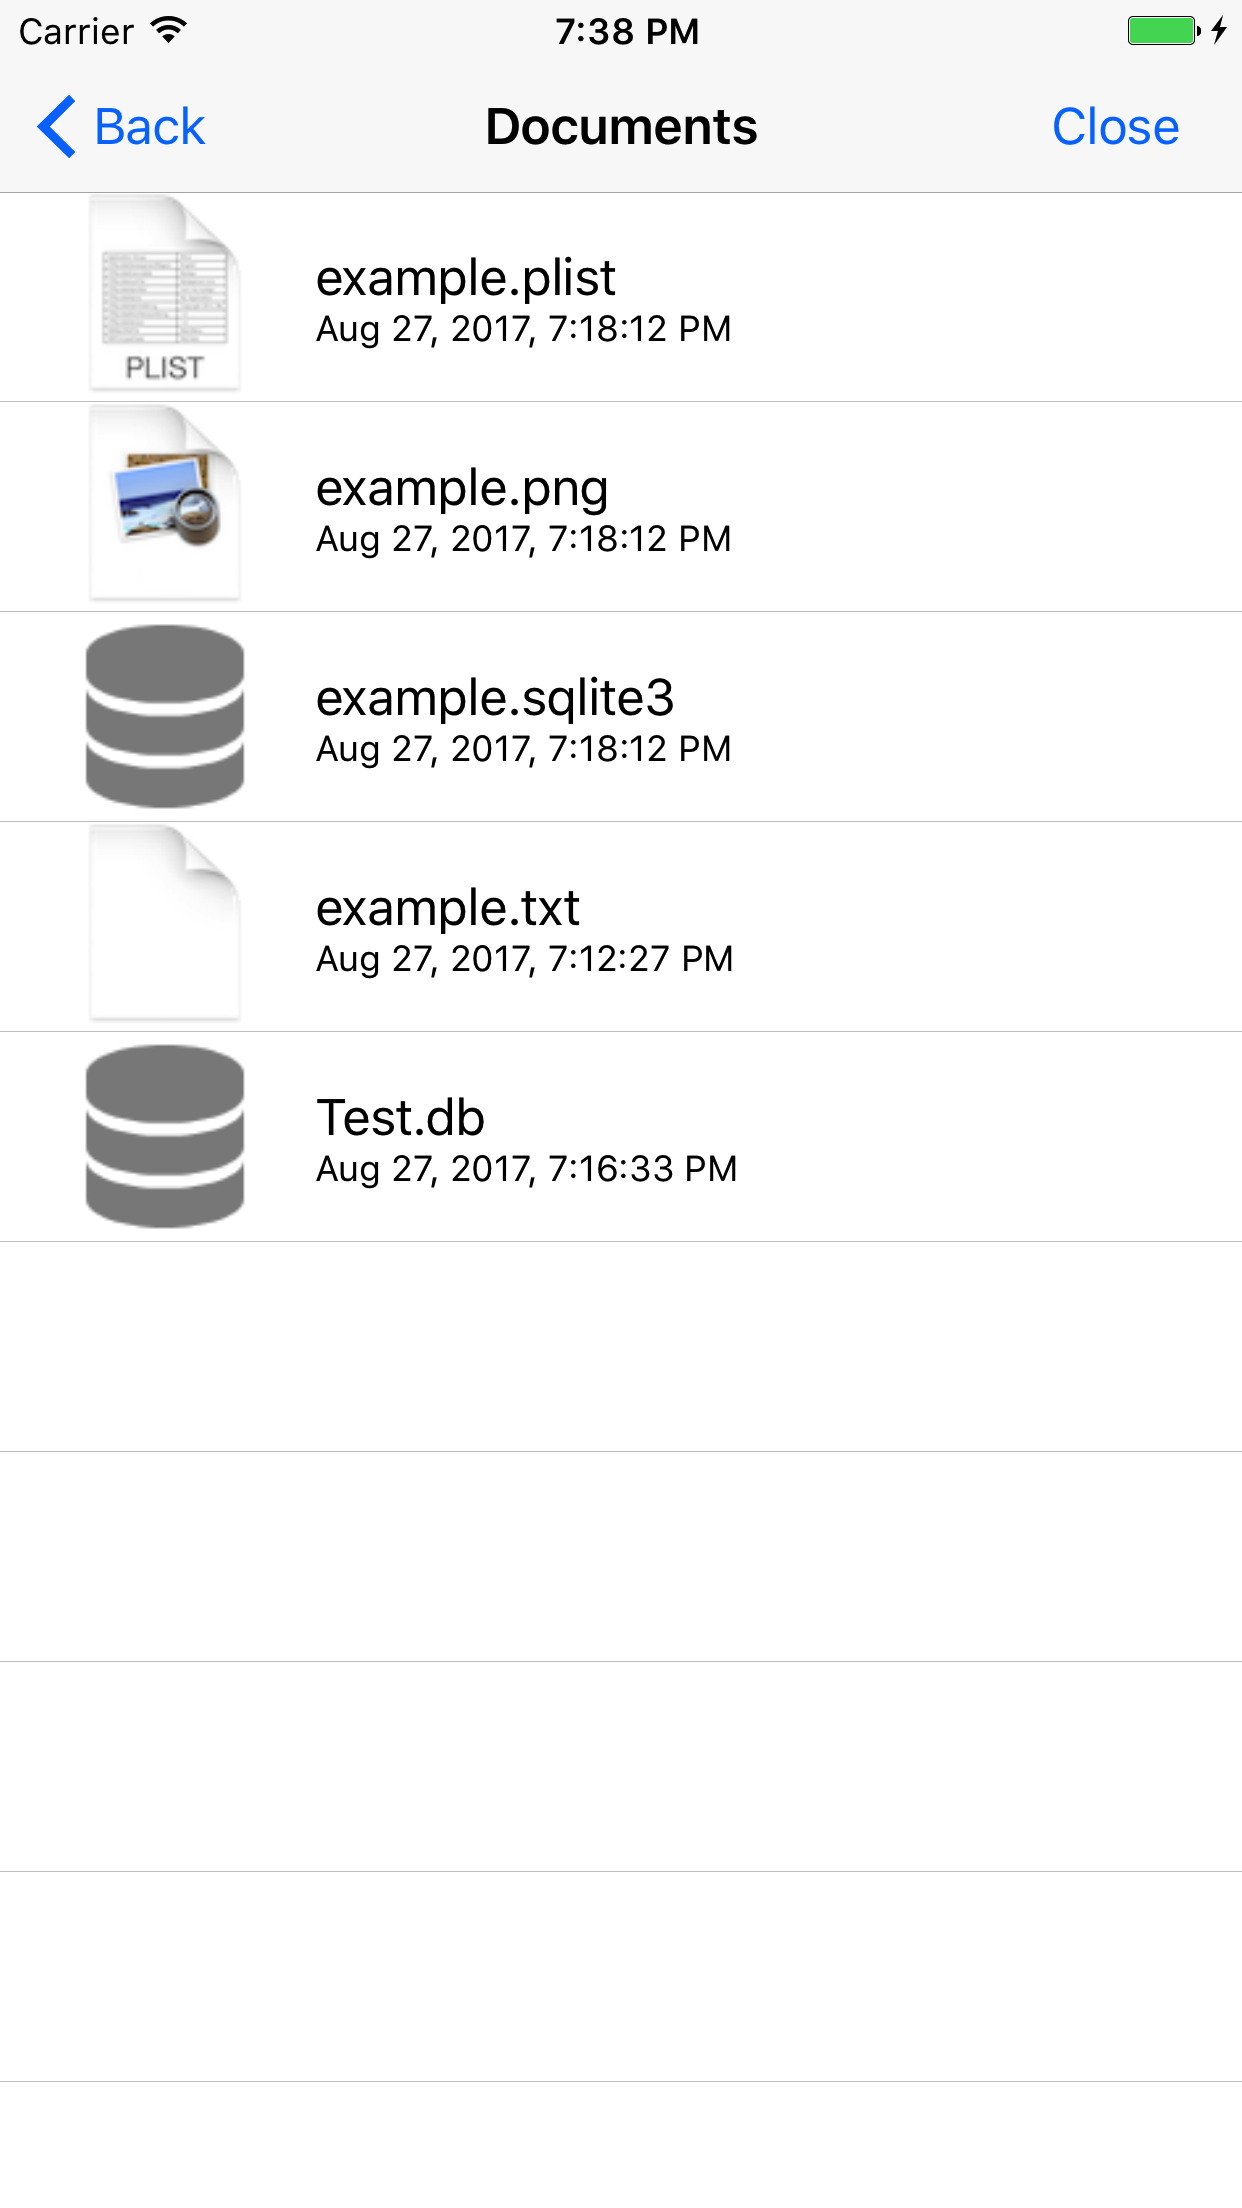 Carrier 7:38 PM
Back Documents Close
example.plist
Aug 27, 2017, 7:18:12 PM
PLIST
example.png
Aug 27, 2017, 7:18:12 PM
example.sqlite3
Aug 27, 2017, 7:18:12 PM
example.txt
Aug 27, 2017, 7:12:27 PM
Test.db
Aug 27, 2017, 7:16:33 PM